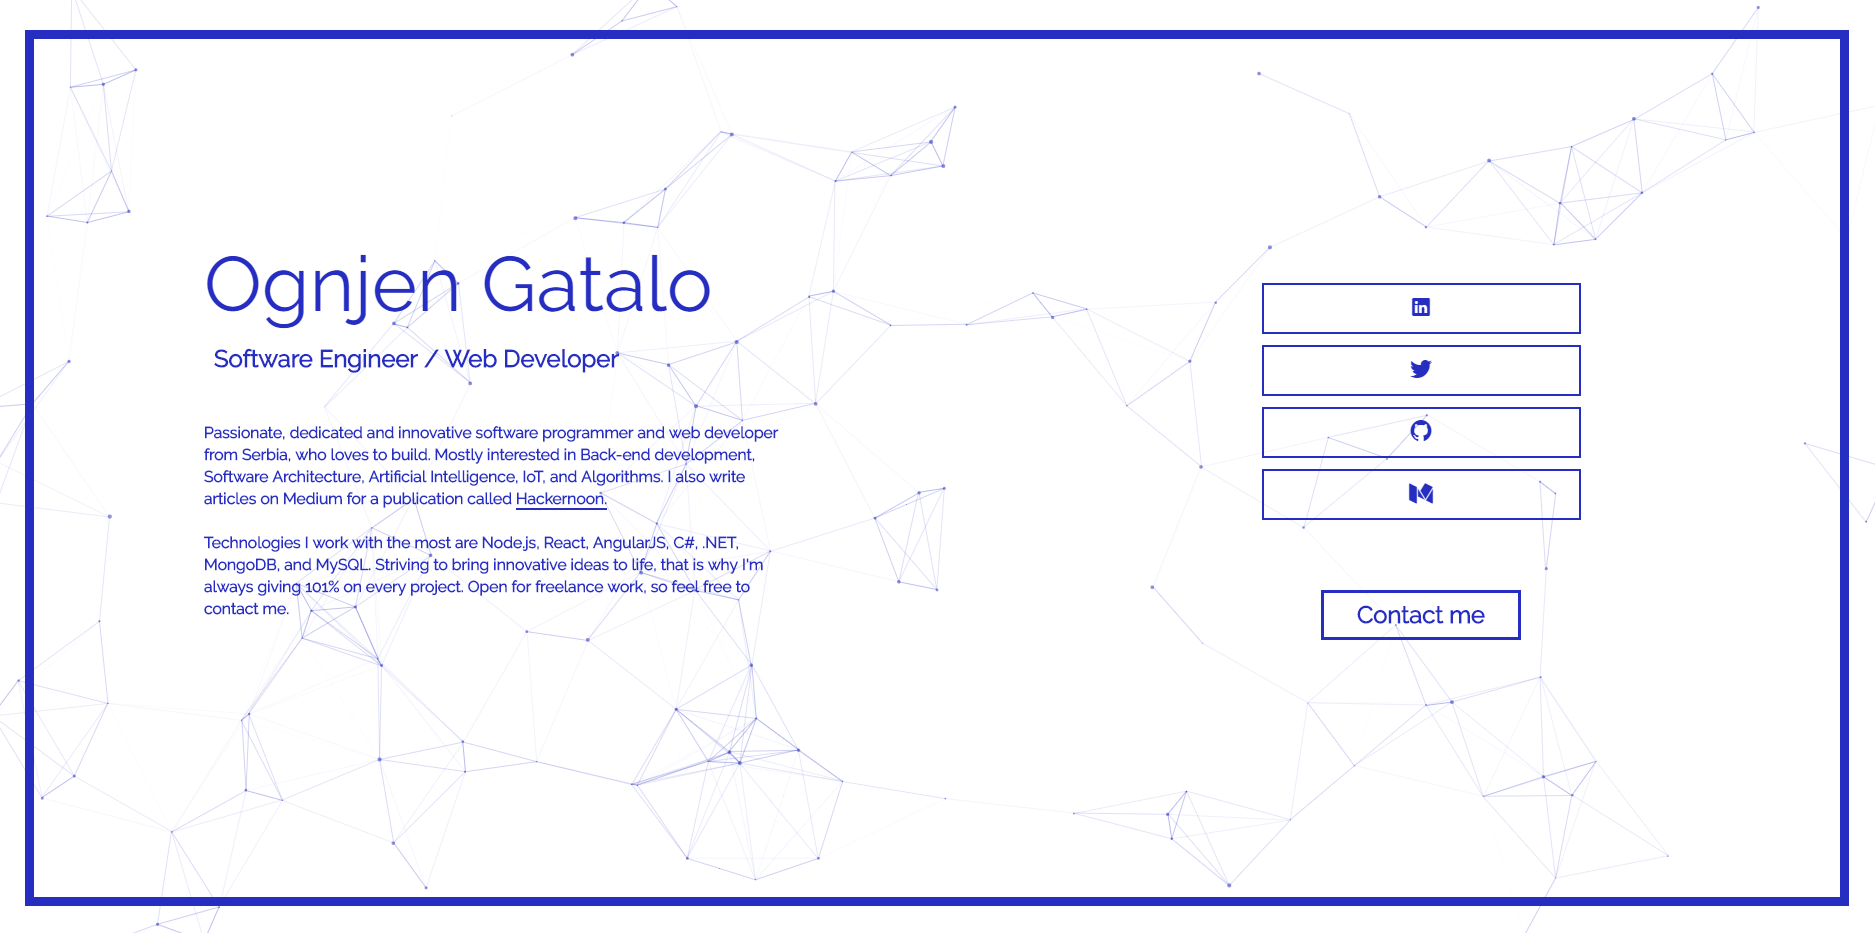 Ognjen Gatalo
Software Engineer / Web Developer
Passionate, dedicated and innovative software programmer and web developer
from Serbia, who loves to build. Mostly interested in Back-end development,
Software Architecture, Artificial Intelligence, IoT, and Algorithms. I also write
articles on Medium for a publication called Hackernoon.
Technologies I work with the most are Node.js, React, AngularJS, C#, .NET,
MongoDB, and MySQL. Striving to bring innovative ideas to life, that is why I'm
always giving 101% on every project. Open for freelance work, so feel free to
contact me.
in
Contact me